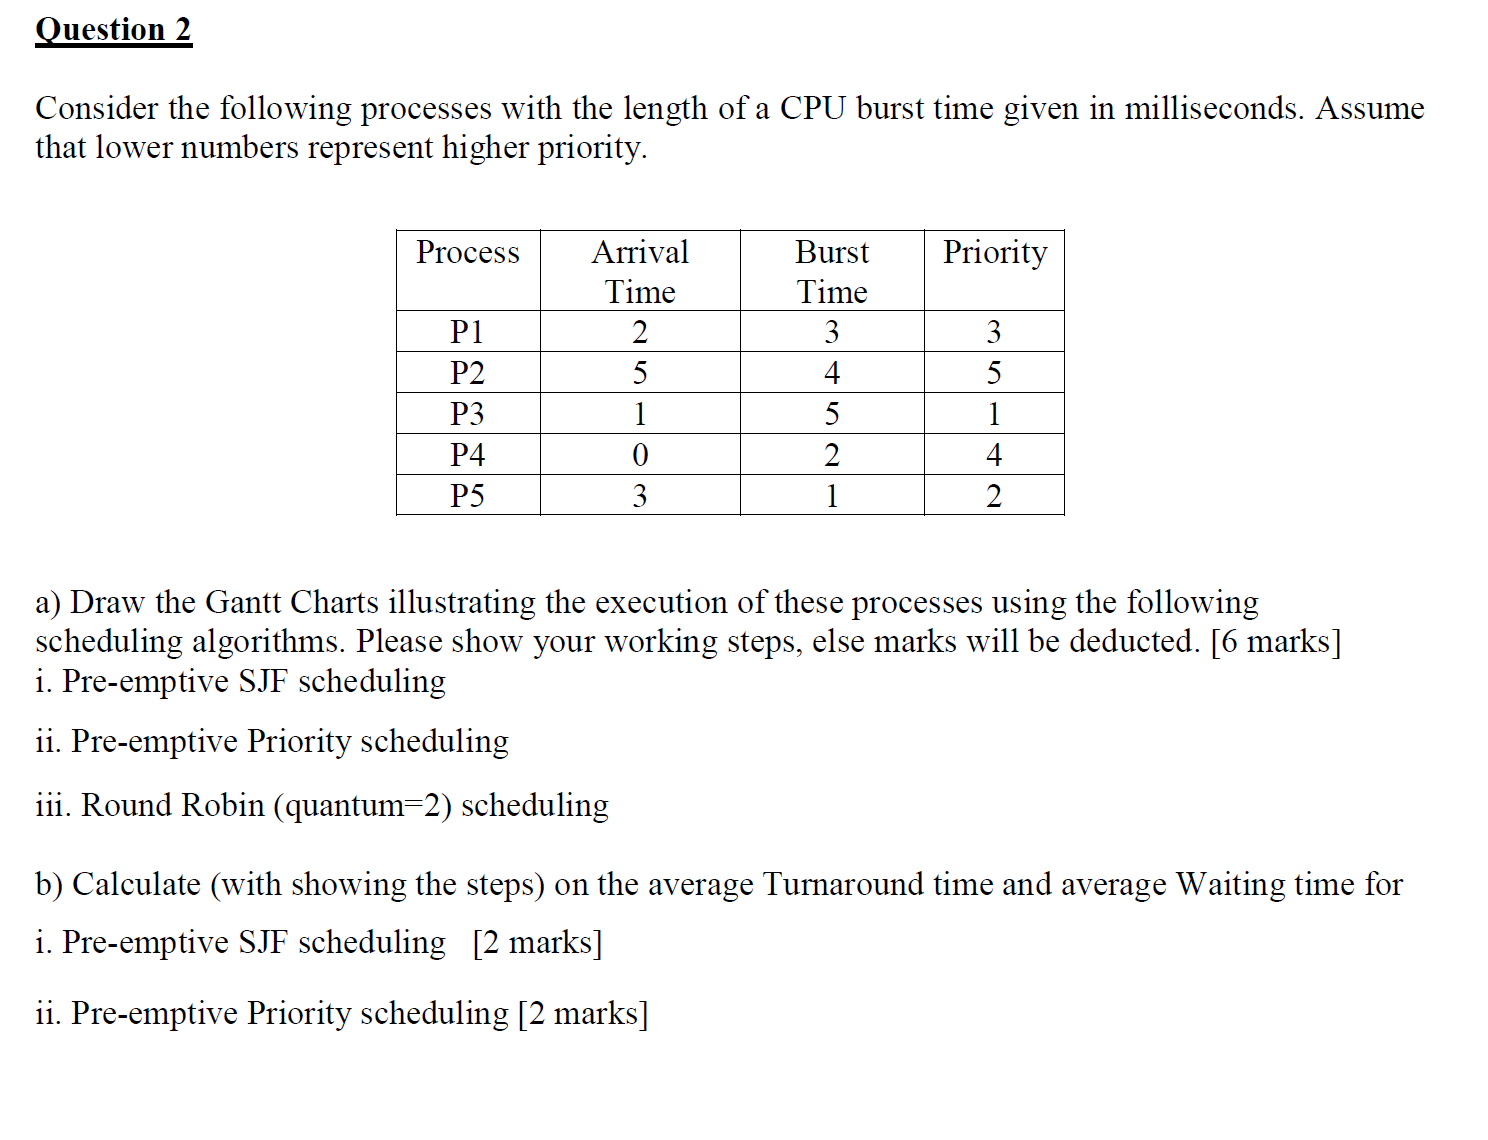 Question 2
Consider the following processes with the length of a CPU burst time given in milliseconds. Assume
that lower numbers represent higher priority.
Process Arrival Time Burst Time Priority
P1 2 3 3
P2 5 4 5
P3 1 5 1
P4 0 2 4
P5 3 1 2
a) Draw the Gantt Charts illustrating the execution of these processes using the following
scheduling algorithms. Please show your working steps, else marks will be deducted. [6 marks]
i. Pre-emptive SJF scheduling
ii. Pre-emptive Priority scheduling
iii. Round Robin (quantum=2) scheduling
b) Calculate (with showing the steps) on the average Turnaround time and average Waiting time for
i. Pre-emptive SJF scheduling [2 marks]
ii. Pre-emptive Priority scheduling [2 marks]